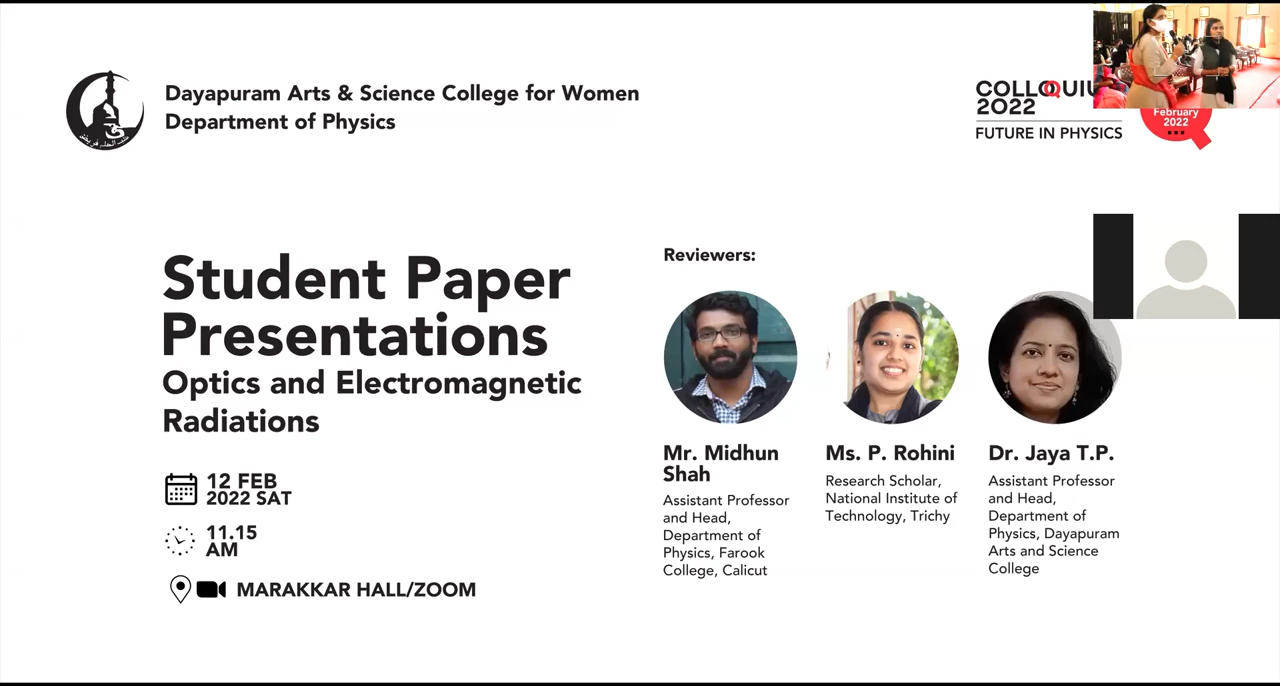 Dayapuram Arts & Science College for Women
Department of Physics
COLLOQUIU
2022
FUTURE IN PHYSICS
February
2022
Student Paper
Presentations
Optics and Electromagnetic
Radiations
12 FEB
2022 SAT
11.15
AM
MARAKKAR HALL/ZOOM
Reviewers:
Mr. Midhun
Shah
Assistant Professor
and Head,
Department of
Physics, Farook
College, Calicut
Ms. P. Rohini
Research Scholar,
National Institute of
Technology, Trichy
Dr. Jaya T.P.
Assistant Professor
and Head,
Department of
Physics, Dayapuram
Arts and Science
College